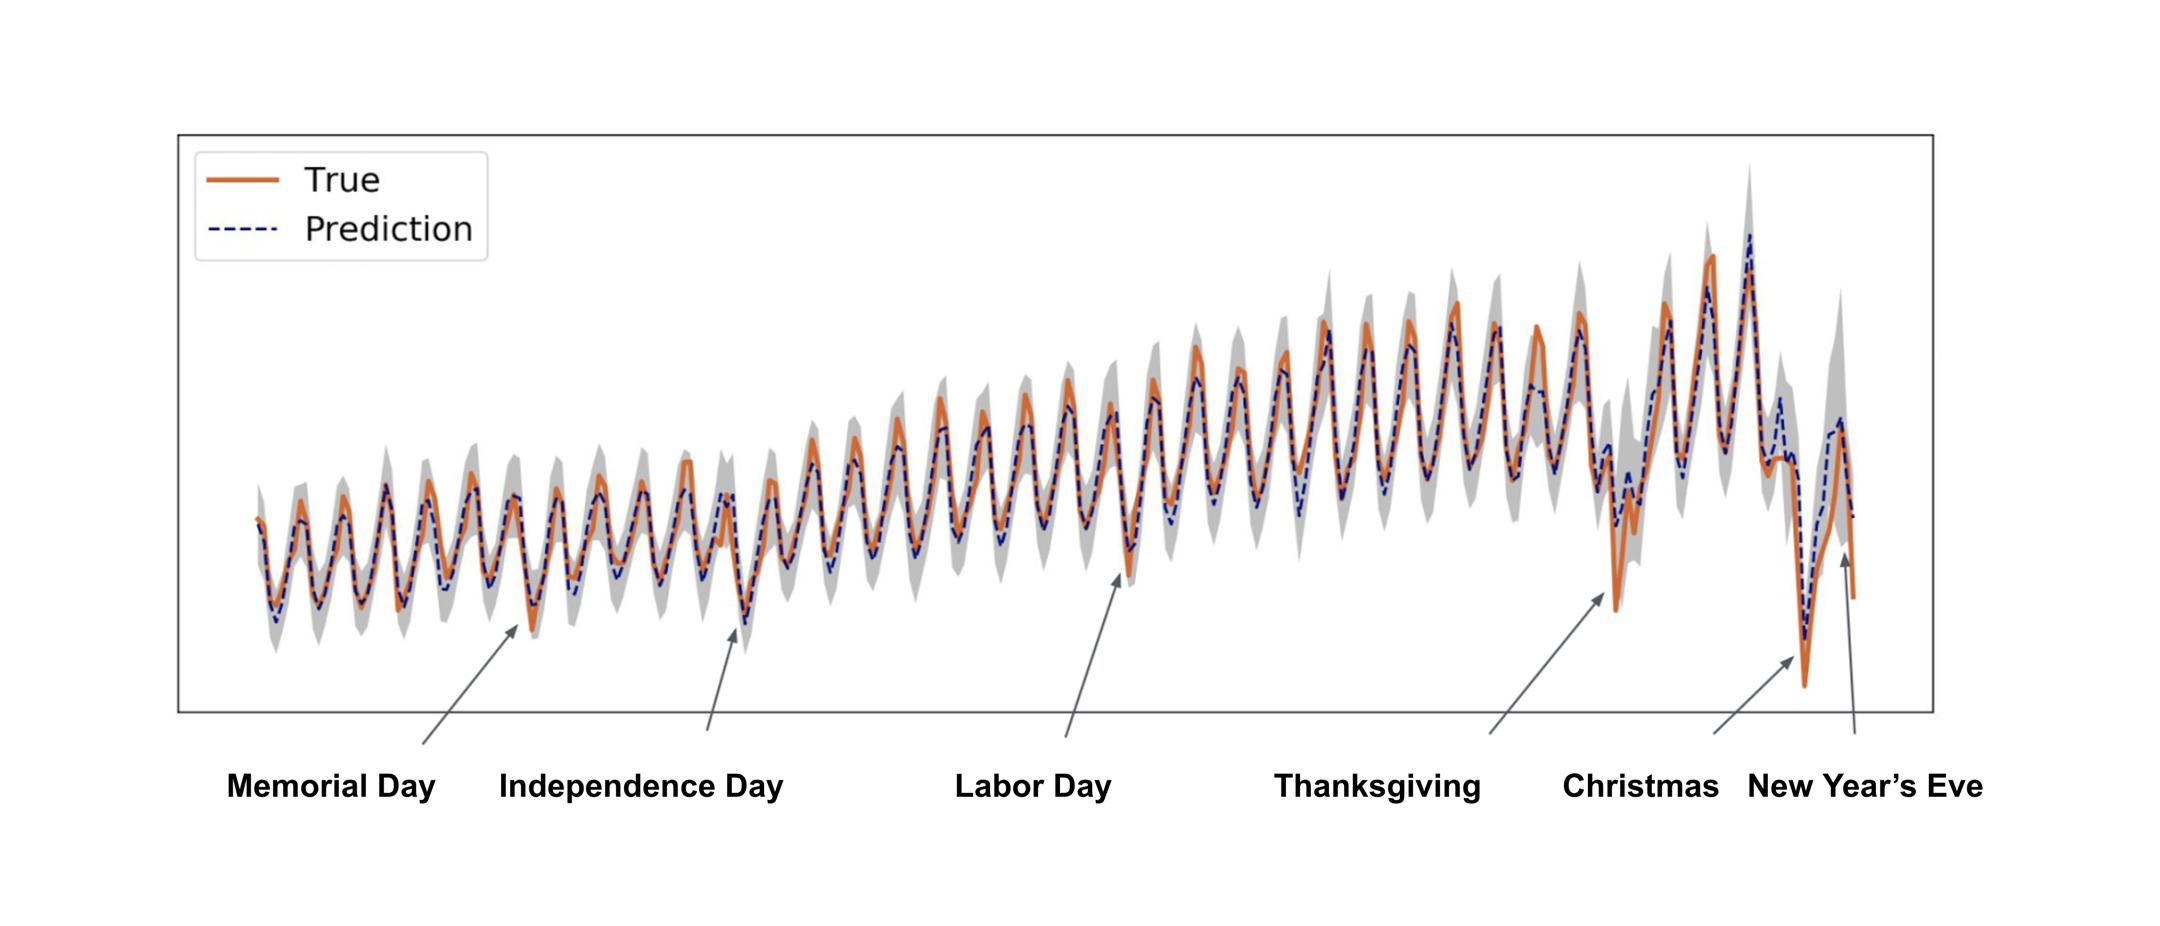 True
Prediction
Memorial Day
Independence Day
Labor Day
Thanksgiving
Christmas
New Year’s Eve